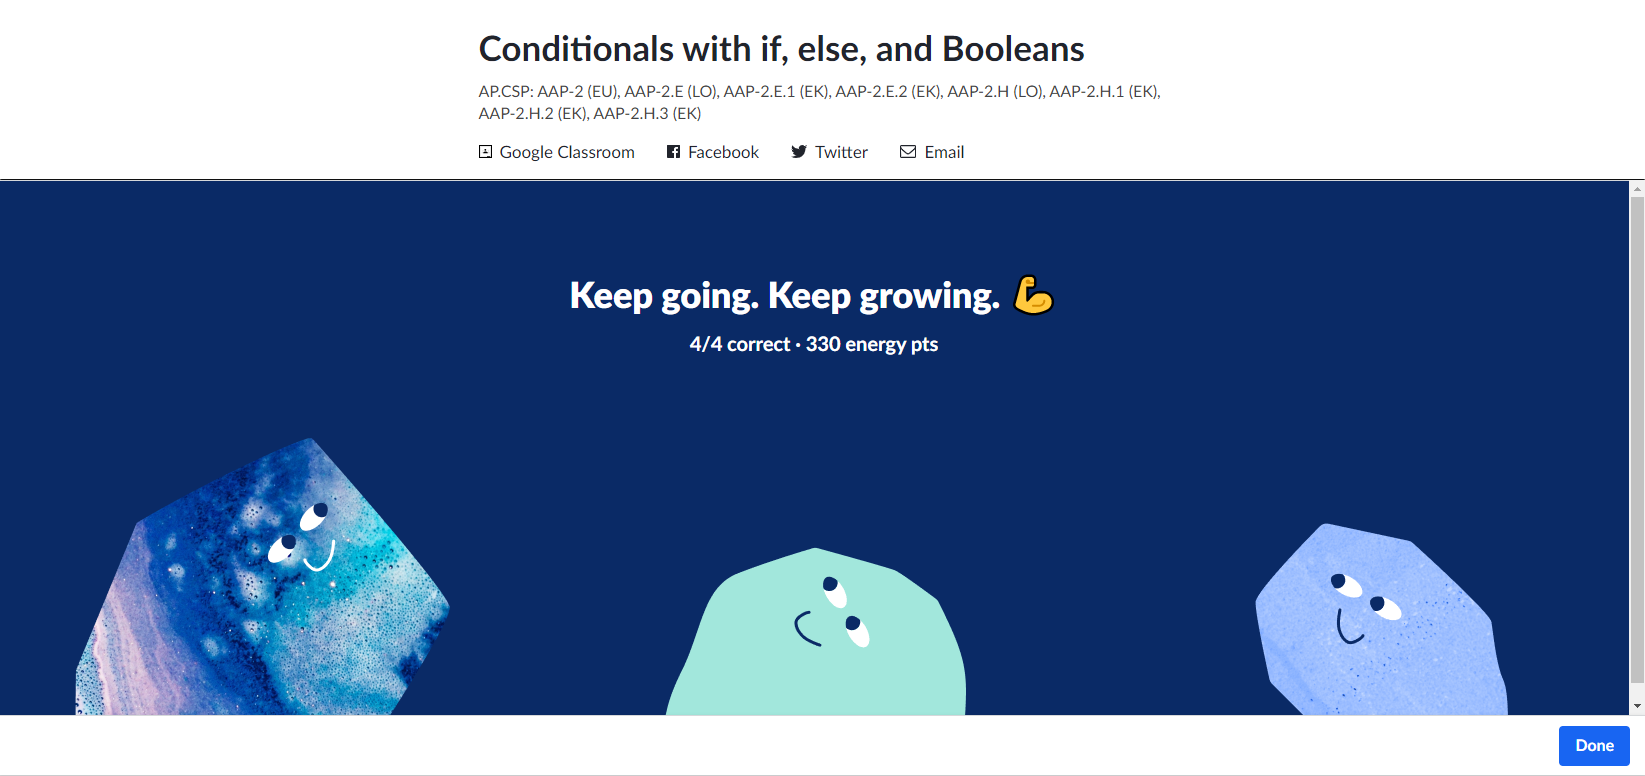 Conditionals with if, else, and Booleans
AP.CSP: AAP-2 (EU), AAP-2.E (LO), AAP-2.E.1 (EK), AAP-2.E.2 (EK), AAP-2.H (LO), AAP-2.H.1 (EK),
AAP-2.H.2 (EK), AAP-2.H.3 (EK)
Google Classroom Facebook Twitter Email
Keep going. Keep growing. 💪
4/4 correct · 330 energy pts
Done